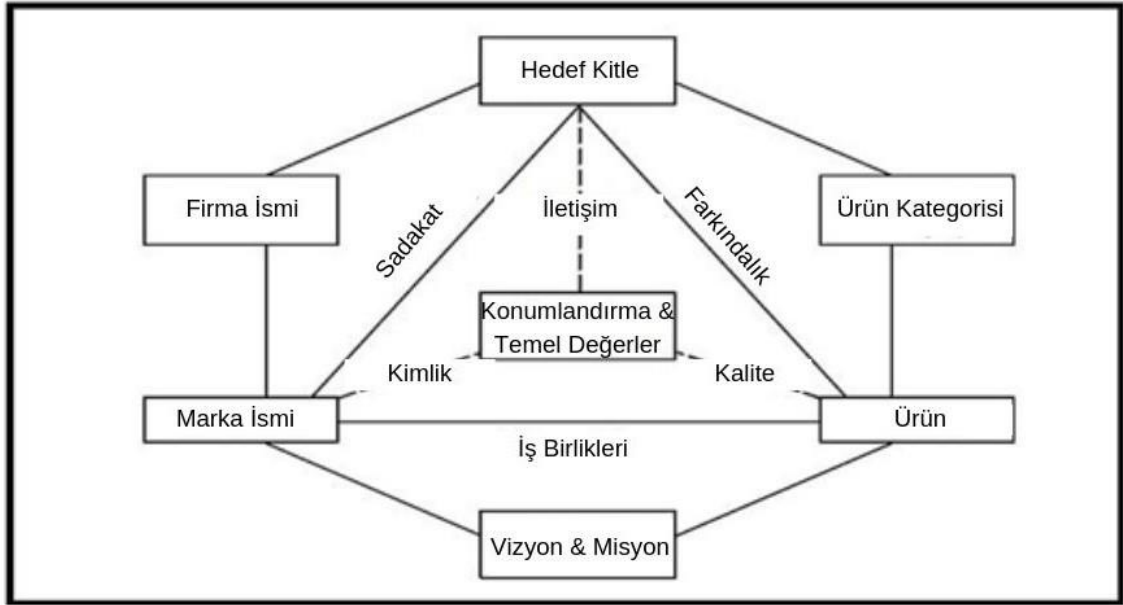 Hedef Kitle
Firma İsmi
Ürün Kategorisi
Sadakat
İletişim
Farkındalık
Konumlandırma &
Temel Değerler
Kimlik
Kalite
Marka İsmi
Ürün
İş Birlikleri
Vizyon & Misyon